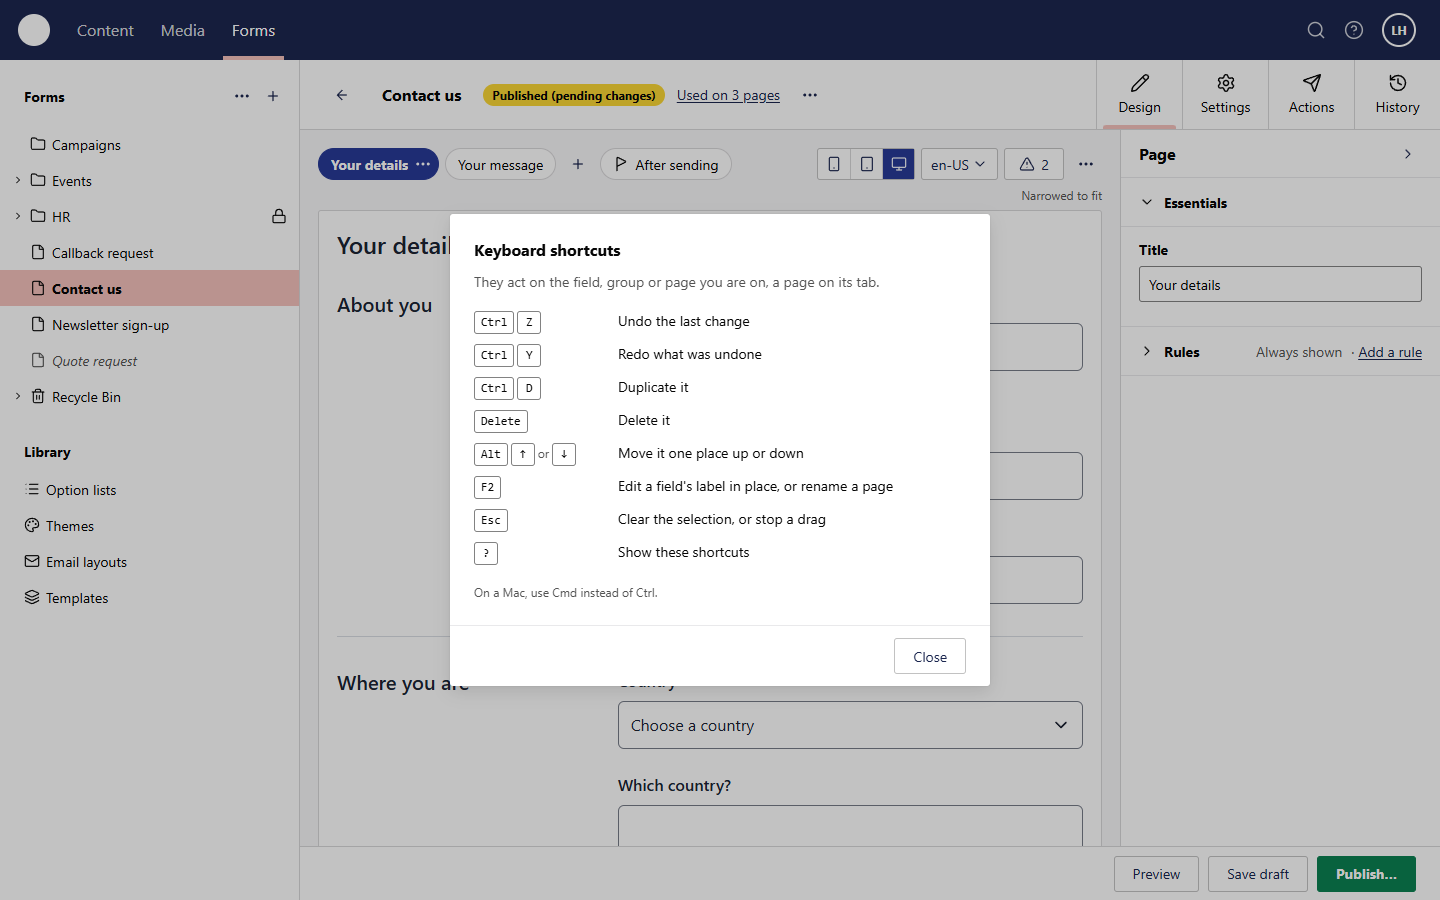 Content
Media
Forms
LH
Forms
Campaigns
Events
HR
Callback request
Contact us
Newsletter sign-up
Quote request
Recycle Bin
Library
Option lists
Themes
Email layouts
Templates
Contact us
Published (pending changes)
Used on 3 pages
Design
Settings
Actions
History
Your details
Your message
After sending
en-US
2
Narrowed to fit
About you
Keyboard shortcuts
They act on the field, group or page you are on, a page on its tab.
Ctrl Z Undo the last change
Ctrl Y Redo what was undone
Ctrl D Duplicate it
Delete Delete it
Alt ↑ or ↓ Move it one place up or down
F2 Edit a field's label in place, or rename a page
Esc Clear the selection, or stop a drag
? Show these shortcuts
On a Mac, use Cmd instead of Ctrl.
Close
Where you are
Choose a country
Which country?
Page
Essentials
Title
Your details
Rules
Always shown · Add a rule
Preview
Save draft
Publish...